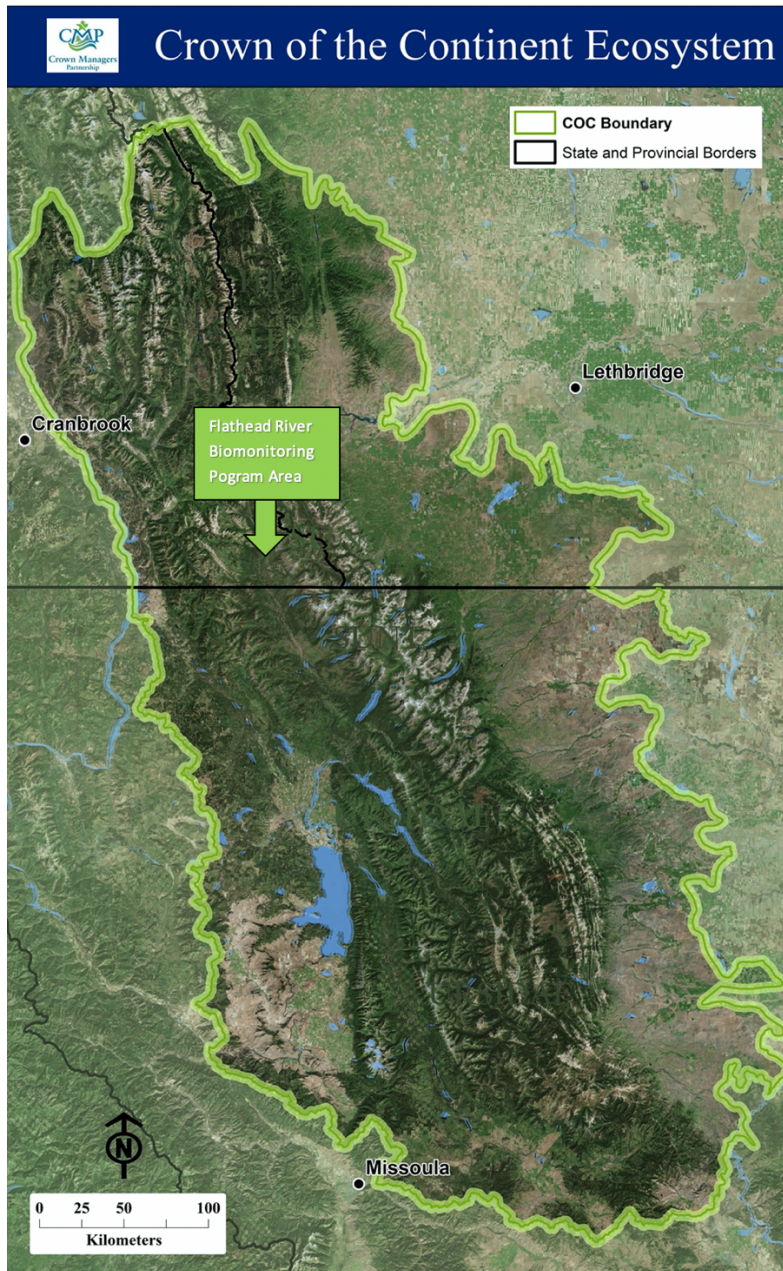 CMP
Crown Managers
Partnership
Crown of the Continent Ecosystem
COC Boundary
State and Provincial Borders
Lethbridge
Cranbrook
Flathead River
Biomonitoring
Pogram Area
Missoula
N
0 25 50 100
Kilometers